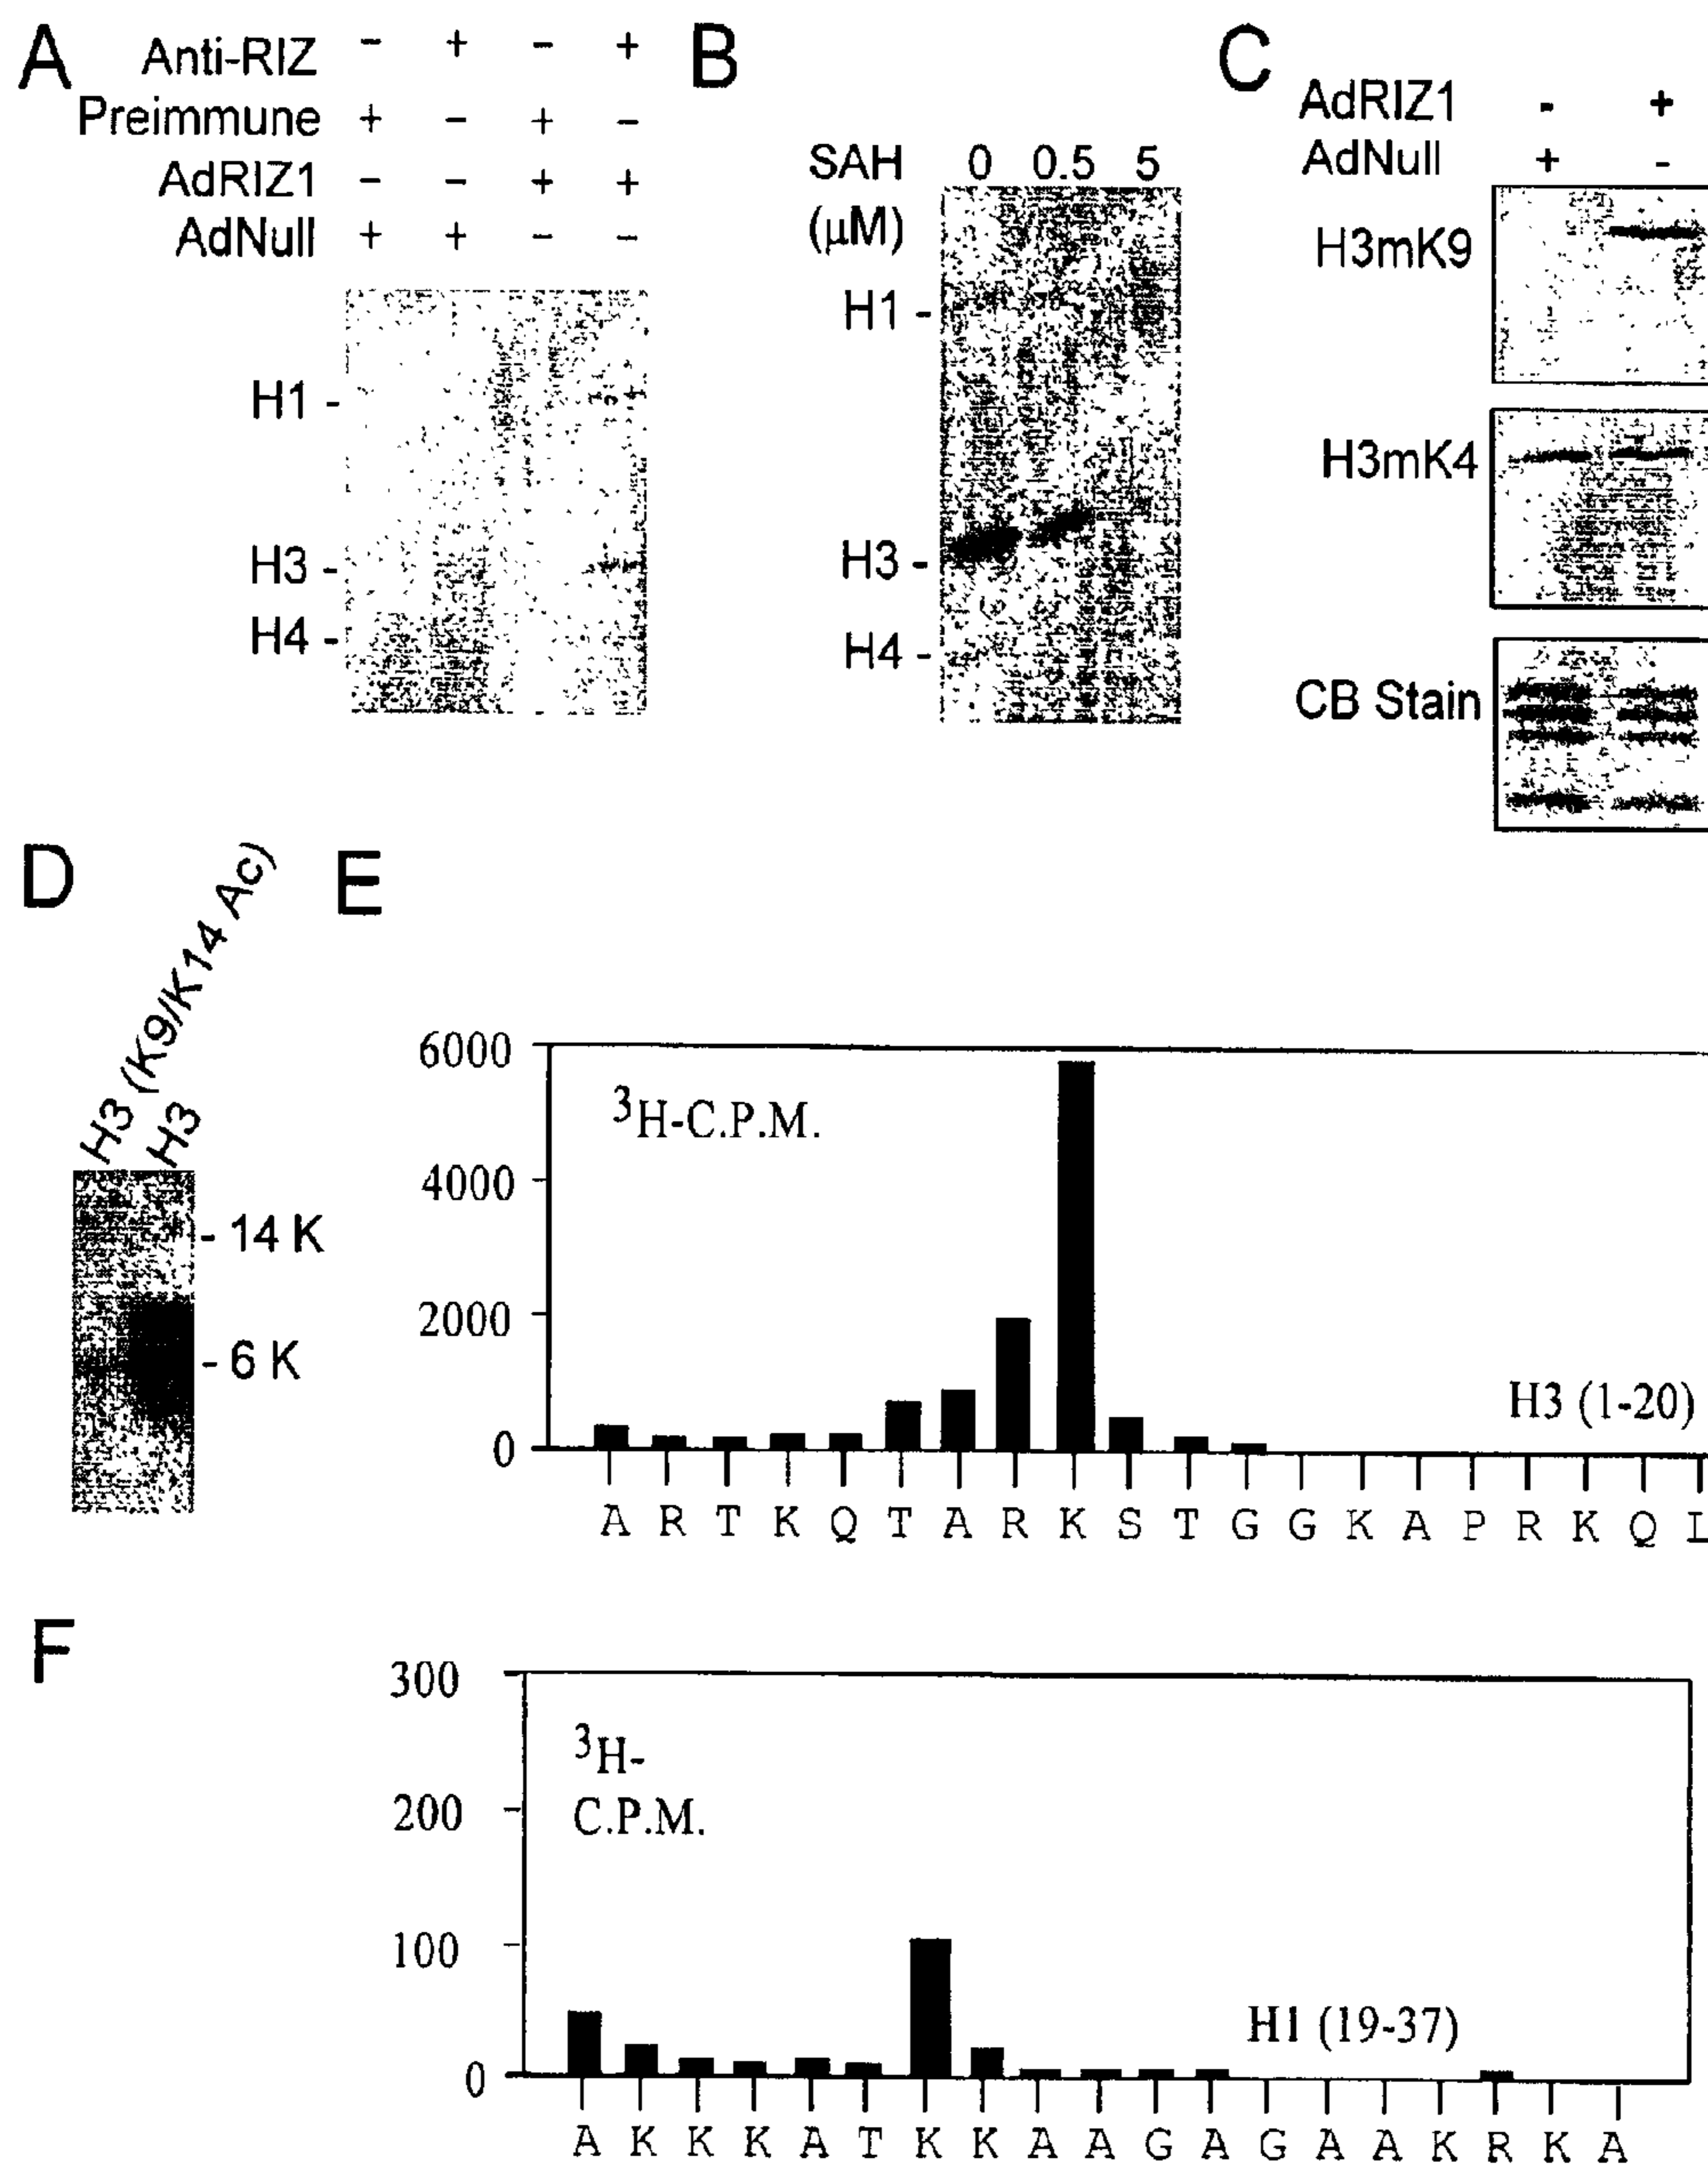 A
Anti-RIZ - + - +
Preimmune + - + -
AdRIZ1 - - + +
AdNull + + - -
H1 -
H3 -
H4 -
B
SAH 0 0.5 5
(µM)
H1 -
H3 -
H4 -
C
AdRIZ1 - +
AdNull + -
H3mK9
H3mK4
CB Stain
D
H3 (K9/K14 Ac)
H3
- 14 K
- 6 K
E
6000
³H-C.P.M.
4000
2000
H3 (1-20)
0
A R T K Q T A R K S T G G K A P R K Q L
F
300
³H-
C.P.M.
200
100
H1 (19-37)
0
A K K K A T K K A A G A G A A K R K A